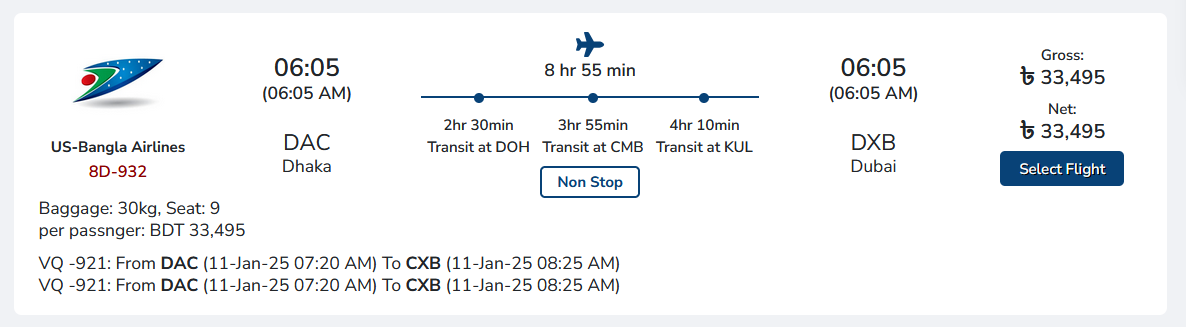 US-Bangla Airlines
8D-932
06:05
(06:05 AM)
DAC
Dhaka
8 hr 55 min
2hr 30min
Transit at DOH
3hr 55min
Transit at CMB
4hr 10min
Transit at KUL
Non Stop
06:05
(06:05 AM)
DXB
Dubai
Gross:
৳ 33,495
Net:
৳ 33,495
Select Flight
Baggage: 30kg, Seat: 9
per passnger: BDT 33,495
VQ -921: From DAC (11-Jan-25 07:20 AM) To CXB (11-Jan-25 08:25 AM)
VQ -921: From DAC (11-Jan-25 07:20 AM) To CXB (11-Jan-25 08:25 AM)